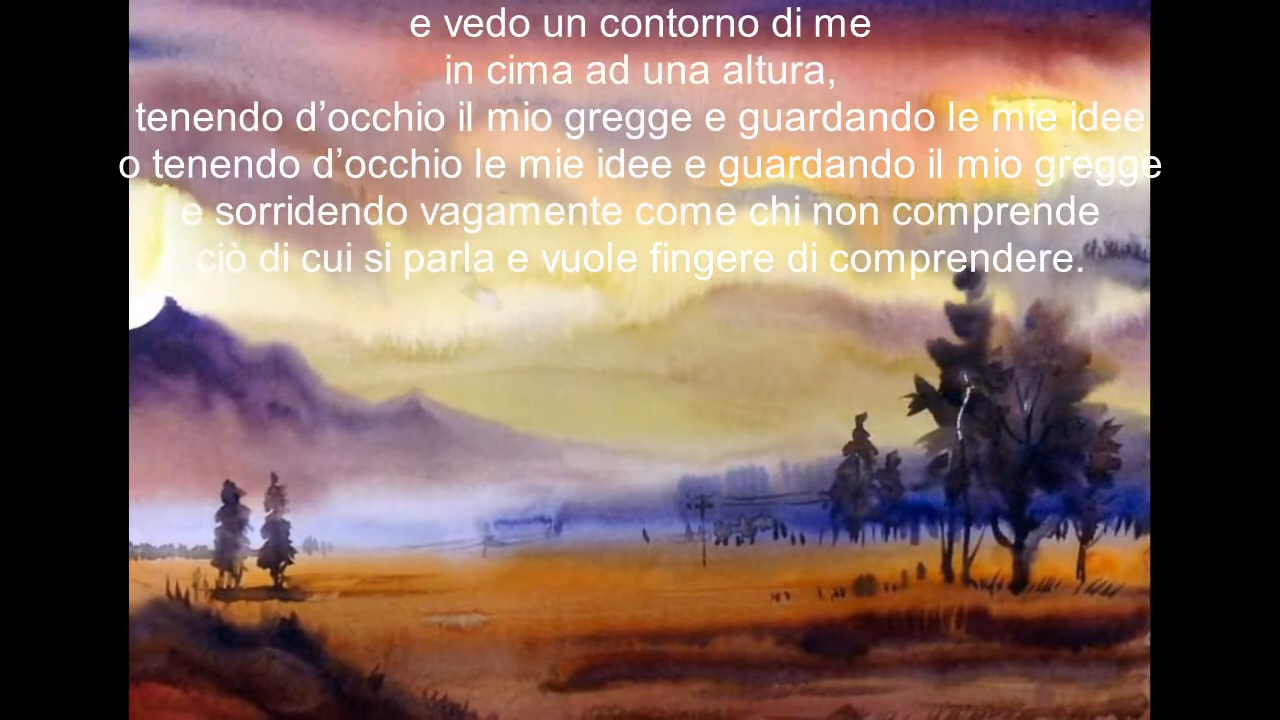 e vedo un contorno di me
in cima ad una altura,
tenendo d’occhio il mio gregge e guardando le mie idee
o tenendo d’occhio le mie idee e guardando il mio gregge
e sorridendo vagamente come chi non comprende
ciò di cui si parla e vuole fingere di comprendere.